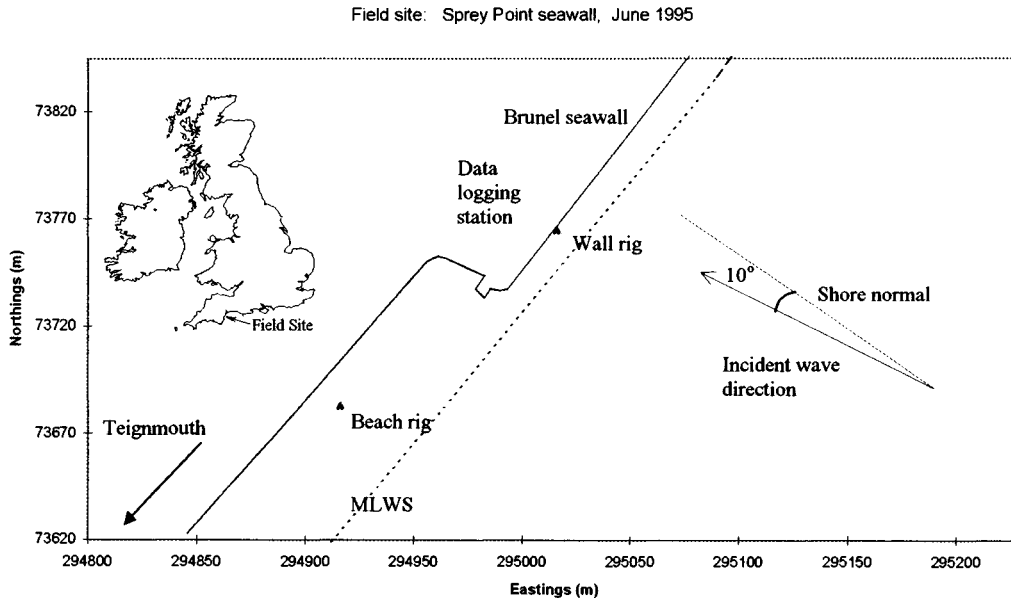 Field site: Sprey Point seawall, June 1995
73820
73770
73720
73670
73620
Northings (m)
Brunel seawall
Data
logging
station
Wall rig
10°
Shore normal
Incident wave
direction
Field Site
Beach rig
Teignmouth
MLWS
294800 294850 294900 294950 295000 295050 295100 295150 295200
Eastings (m)